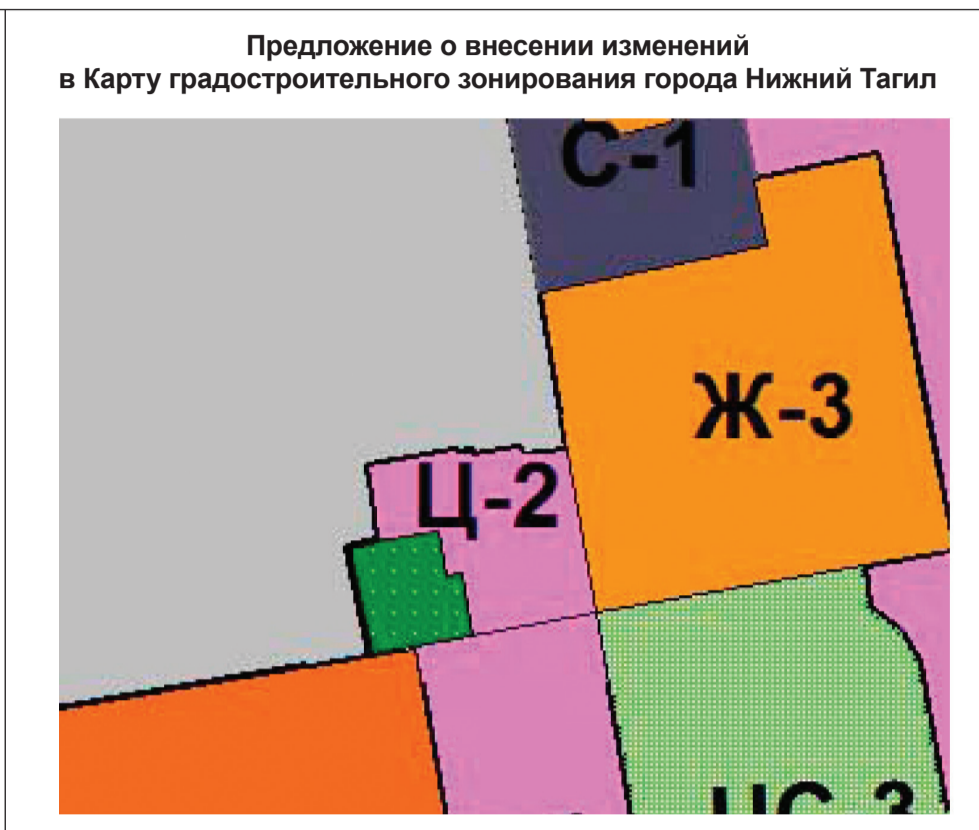 Предложение о внесении изменений
в Карту градостроительного зонирования города Нижний Тагил
С-1
Ж-3
Ц-2